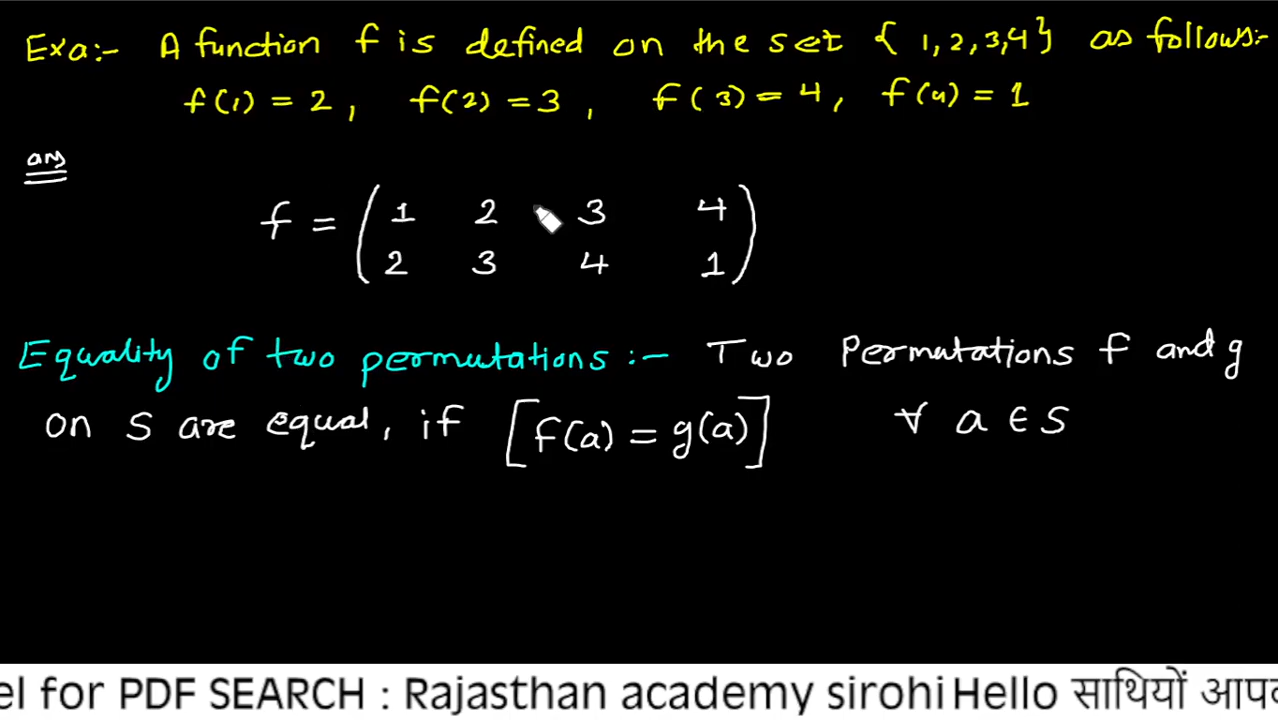 Exa:- A function f is defined on the set { 1, 2, 3, 4 } as follows:-
f(1) = 2 , f(2) = 3 , f(3) = 4 , f(4) = 1
ans
f = ( 1 2 3 4
2 3 4 1 )
Equality of two permutations :- Two Permutations f and g
on S are equal, if [f(a) = g(a)] ∀ a ∈ S
el for PDF SEARCH : Rajasthan academy sirohi Hello साथियों